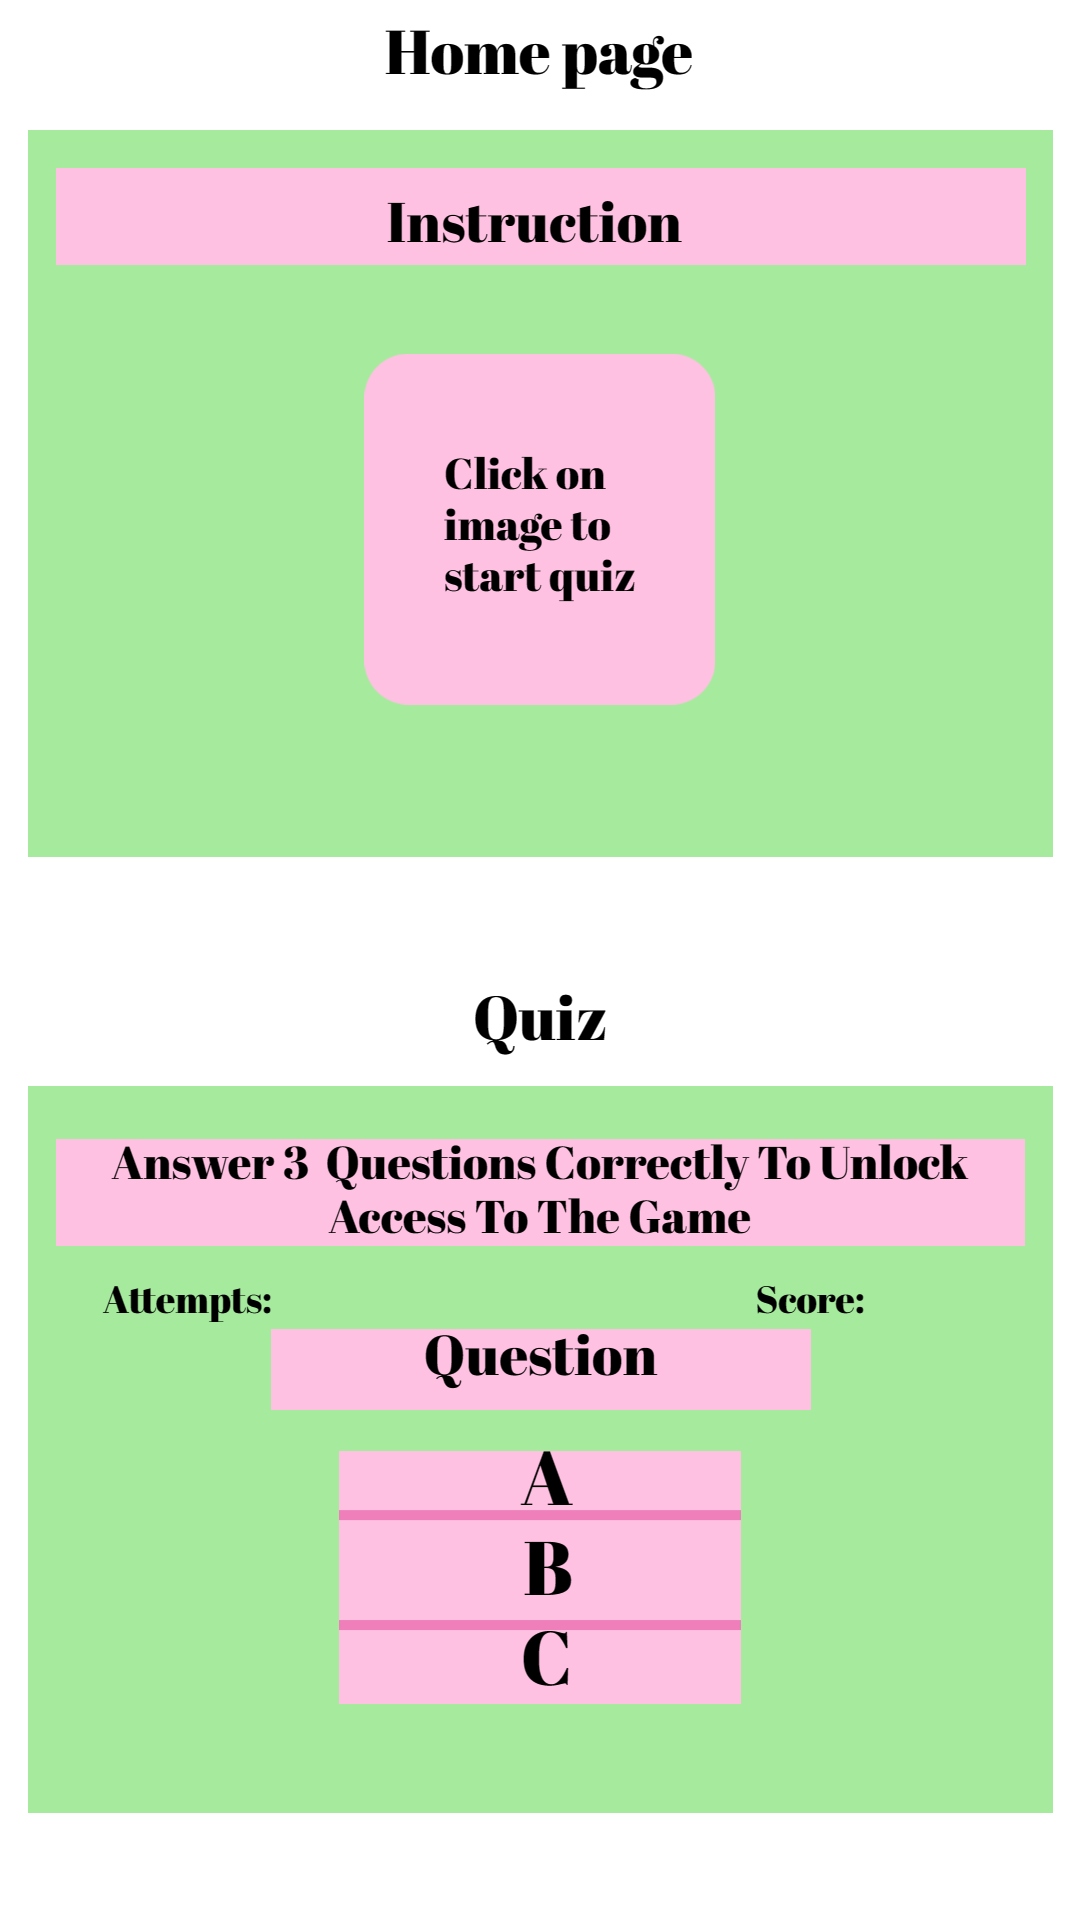 Home page
Instruction
Click on
image to
start quiz
Quiz
Answer 3  Questions Correctly To Unlock
Access To The Game
Attempts:
Score:
Question
A
B
C